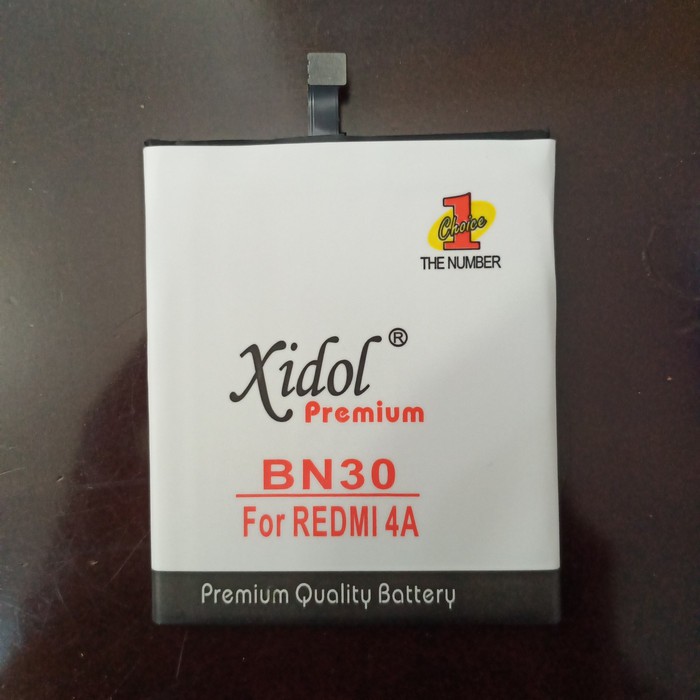 1
Choice
THE NUMBER
Xidol ®
Premium
BN30
For REDMI 4A
Premium Quality Battery